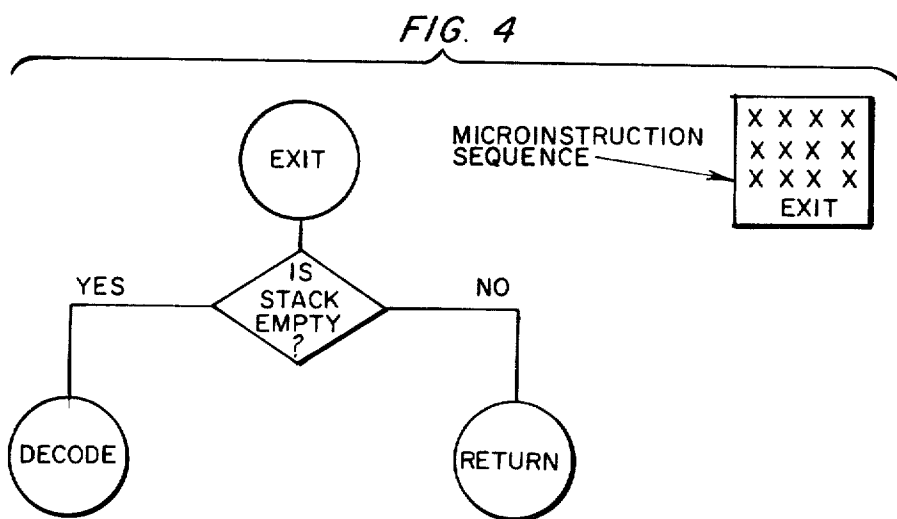 FIG. 4
EXIT
IS
STACK
EMPTY
?
YES
NO
DECODE
RETURN
MICROINSTRUCTION
SEQUENCE
X X X X
X X X X
X X X X
EXIT